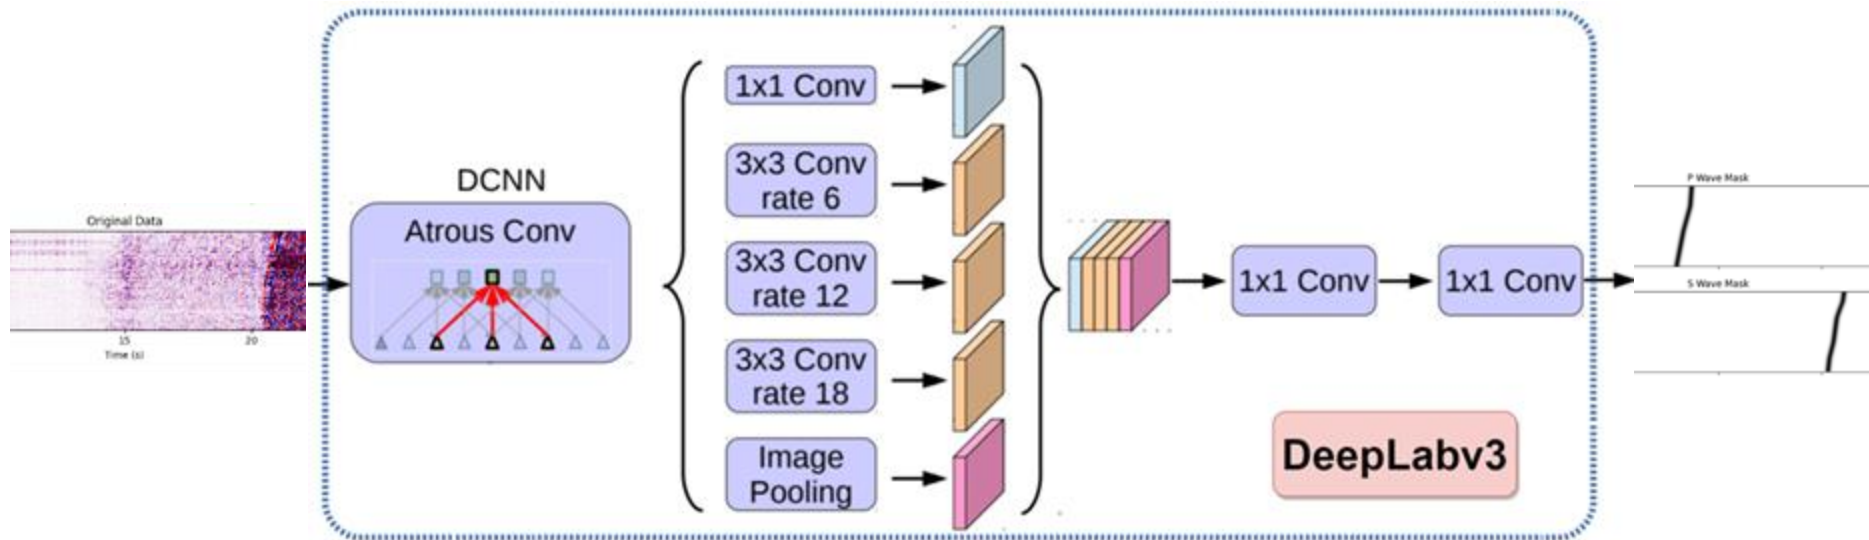 Original Data
15
20
Time (s)
DCNN
Atrous Conv
1x1 Conv
3x3 Conv
rate 6
3x3 Conv
rate 12
3x3 Conv
rate 18
Image
Pooling
1x1 Conv
1x1 Conv
DeepLabv3
P Wave Mask
S Wave Mask